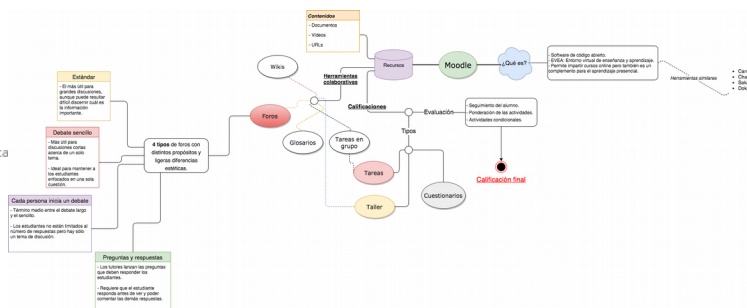 Contenidos
- Documentos
- Vídeos
- URLs
Wikis
Herramientas
colaborativas
Recursos
Moodle
¿Qué es?
- Software de código abierto.
- EVEA: Entorno virtual de enseñanza y aprendizaje.
- Permite impartir cursos online pero también es un
complemento para el aprendizaje presencial.
Herramientas similares
Calificaciones
Evaluación
- Seguimiento del alumno.
- Ponderación de las actividades.
- Actividades condicionales.
Calificación final
Tipos
Foros
Glosarios
Tareas en
grupo
Tareas
Taller
Cuestionarios
4 tipos de foros con
distintos propósitos y
ligeras diferencias
estéticas.
Estándar
- El más útil para
grandes discusiones,
aunque puede resultar
difícil discernir cuál es
la información
importante.
Debate sencillo
- Más útil para
discusiones cortas
acerca de un solo
tema.
- Ideal para mantener a
los estudiantes
enfocados en una sola
cuestión.
Cada persona inicia un debate
- Término medio entre el debate largo
y el sencillo.
- Los estudiantes no están limitados al
número de respuestas pero hay sólo
un tema de discusión.
Preguntas y respuestas
- Los tutores lanzan las preguntas
que deben responder los
estudiantes.
- Requiere que el estudiante
responda antes de ver y poder
comentar las demás respuestas.